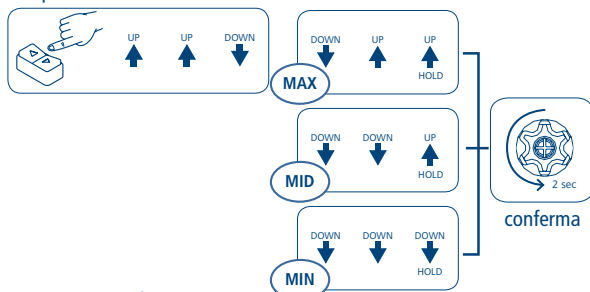 UP UP DOWN
DOWN UP UP
HOLD
MAX
DOWN DOWN UP
HOLD
MID
DOWN DOWN DOWN
HOLD
MIN
2 sec
conferma